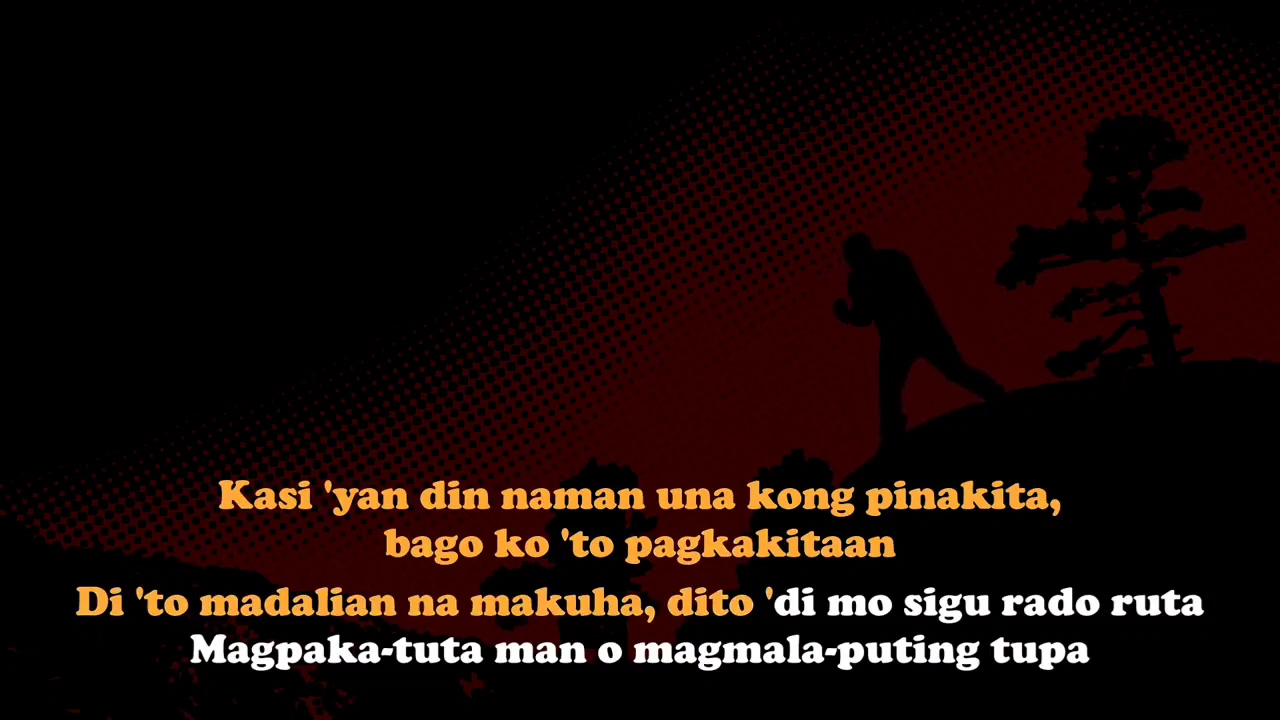 Kasi 'yan din naman una kong pinakita,
bago ko 'to pagkakitaan
Di 'to madalian na makuha, dito 'di mo sigu rado ruta
Magpaka-tuta man o magmala-puting tupa